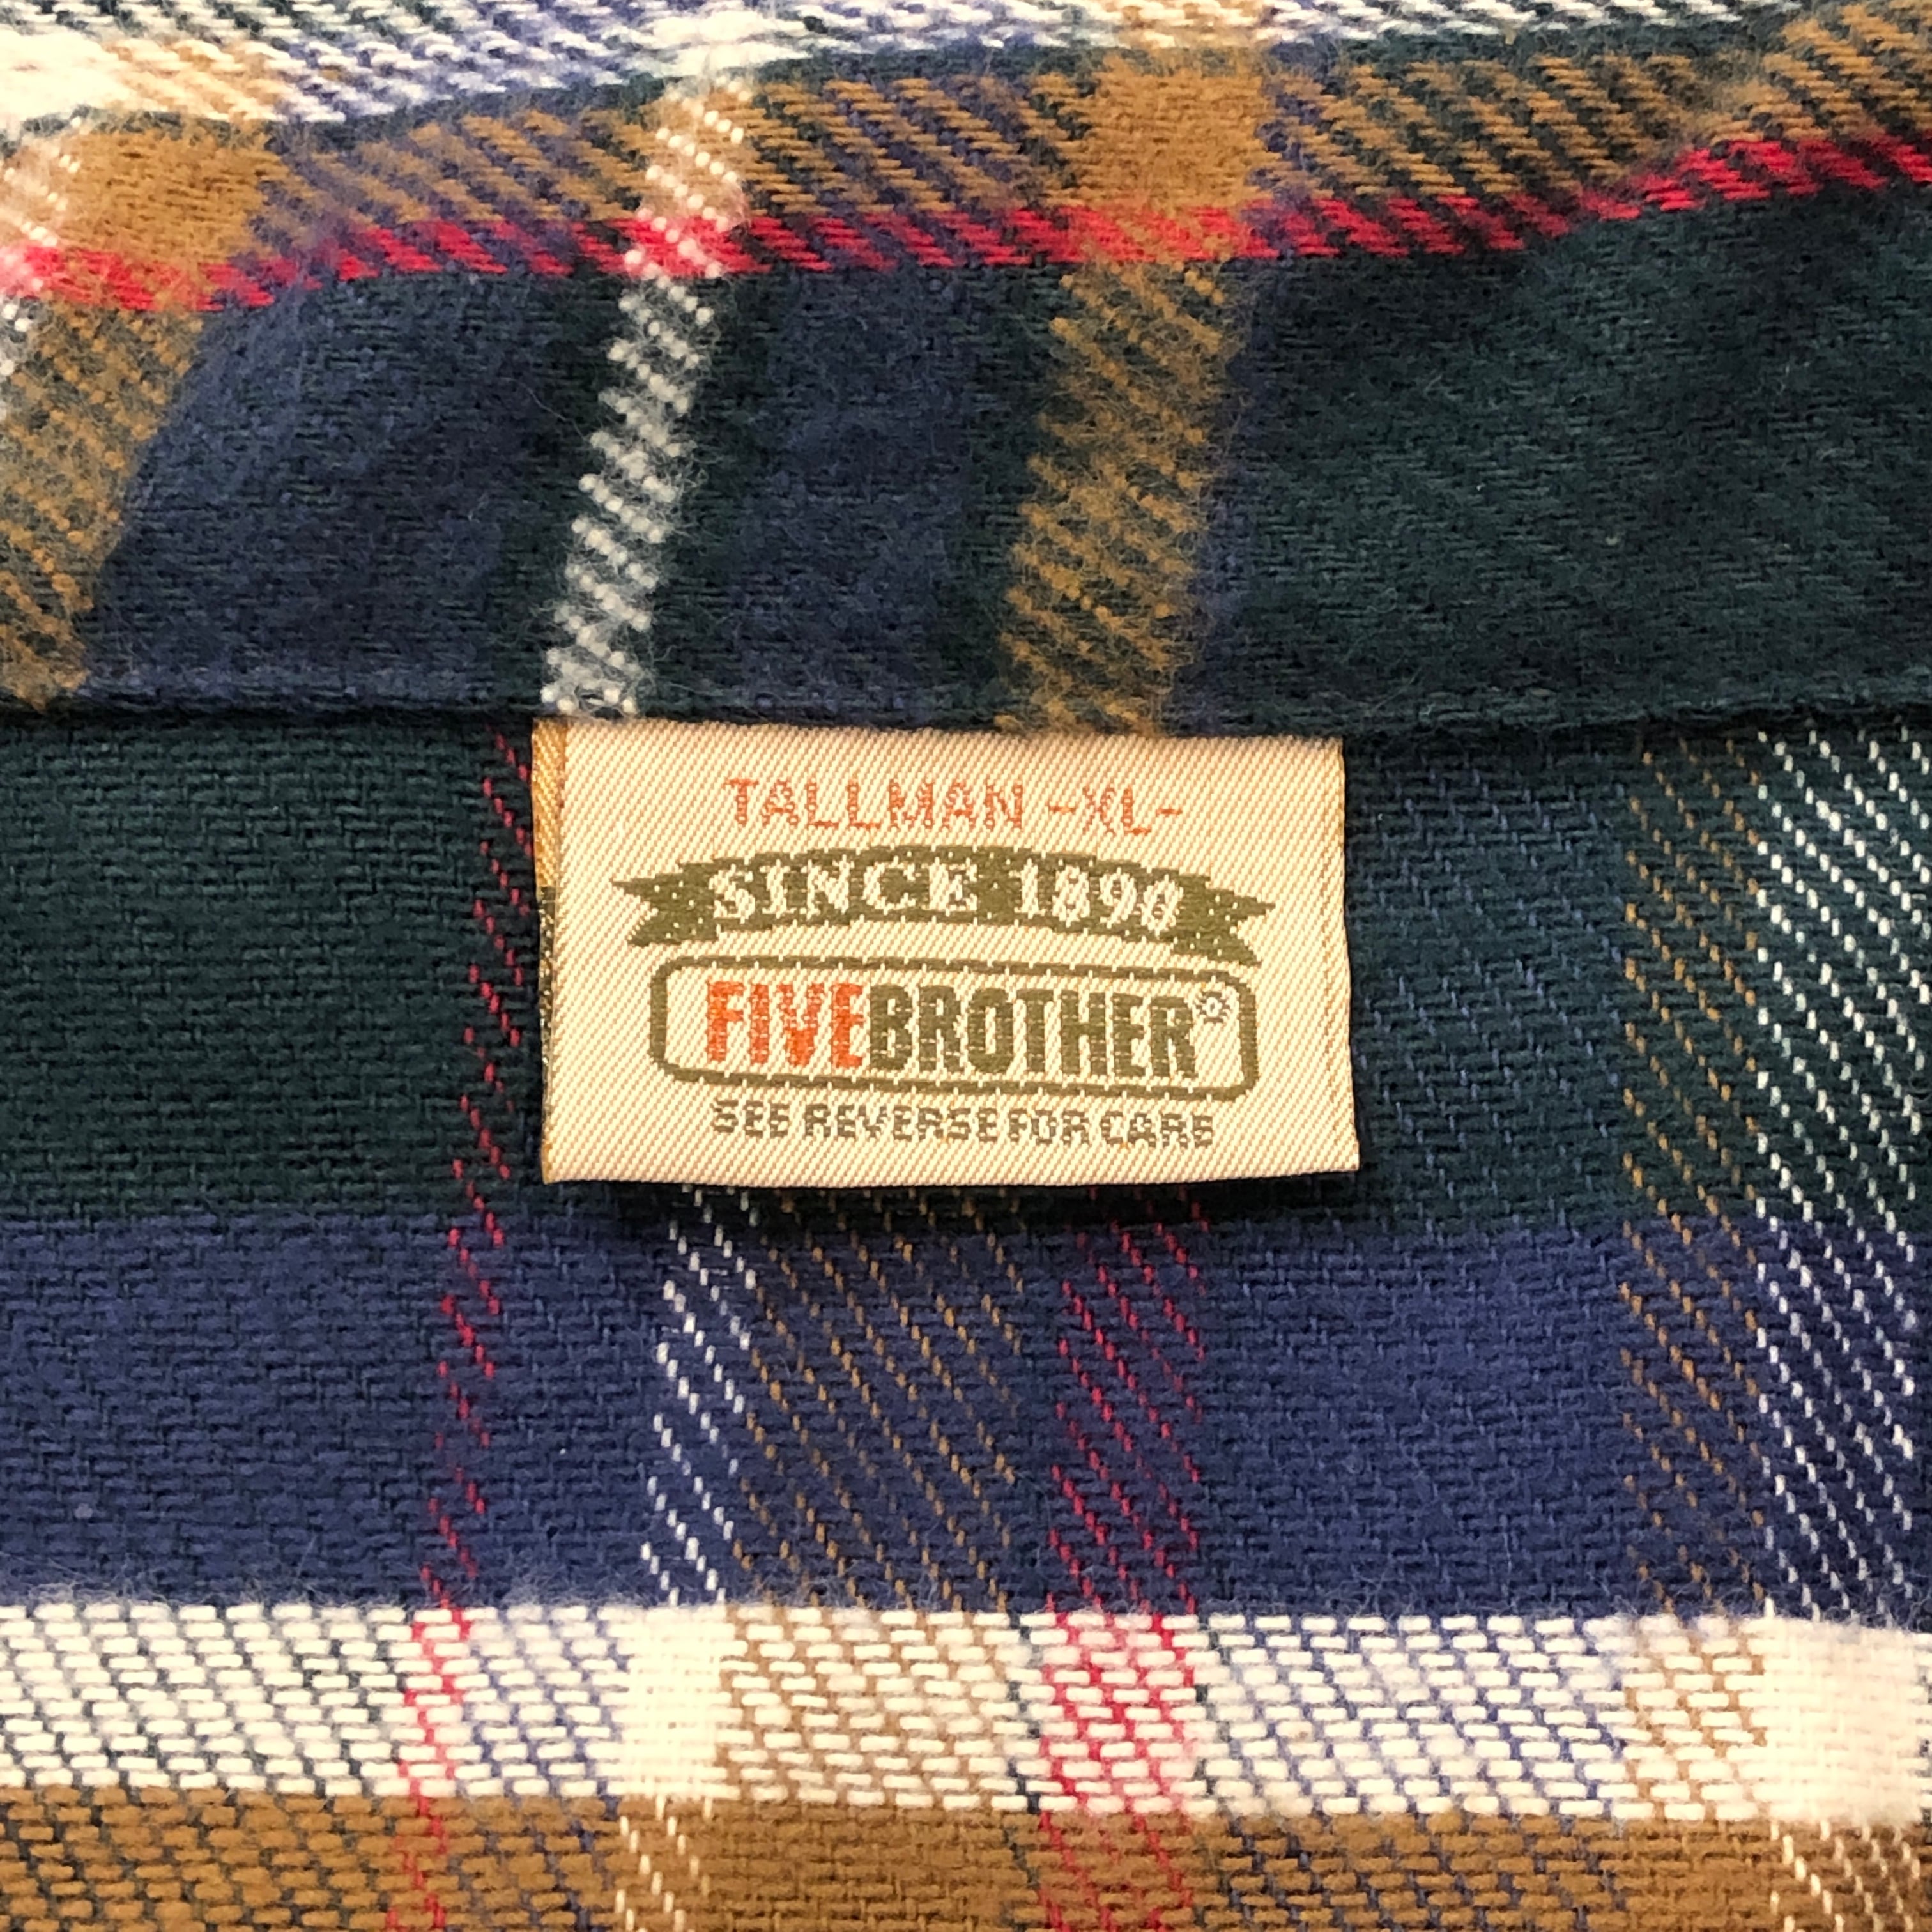 TALLMAN -XL-
SINCE 1890
FIVEBROTHER®
SEE REVERSE FOR CARE